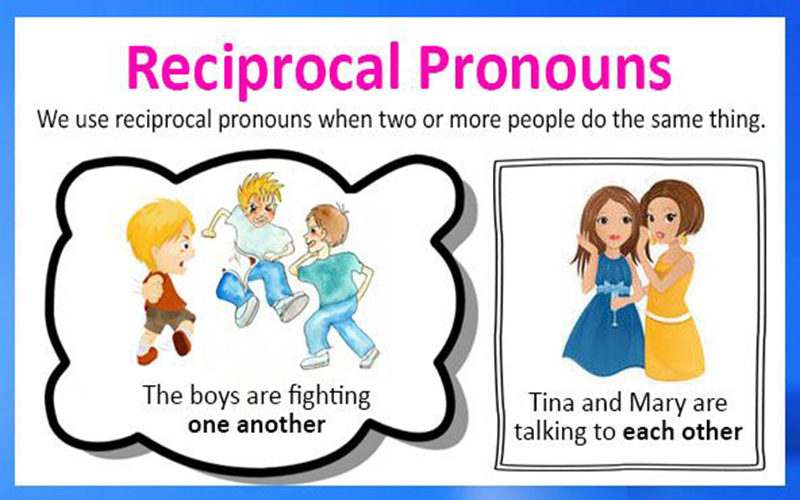 Reciprocal Pronouns
We use reciprocal pronouns when two or more people do the same thing.
The boys are fighting
one another
Tina and Mary are
talking to each other